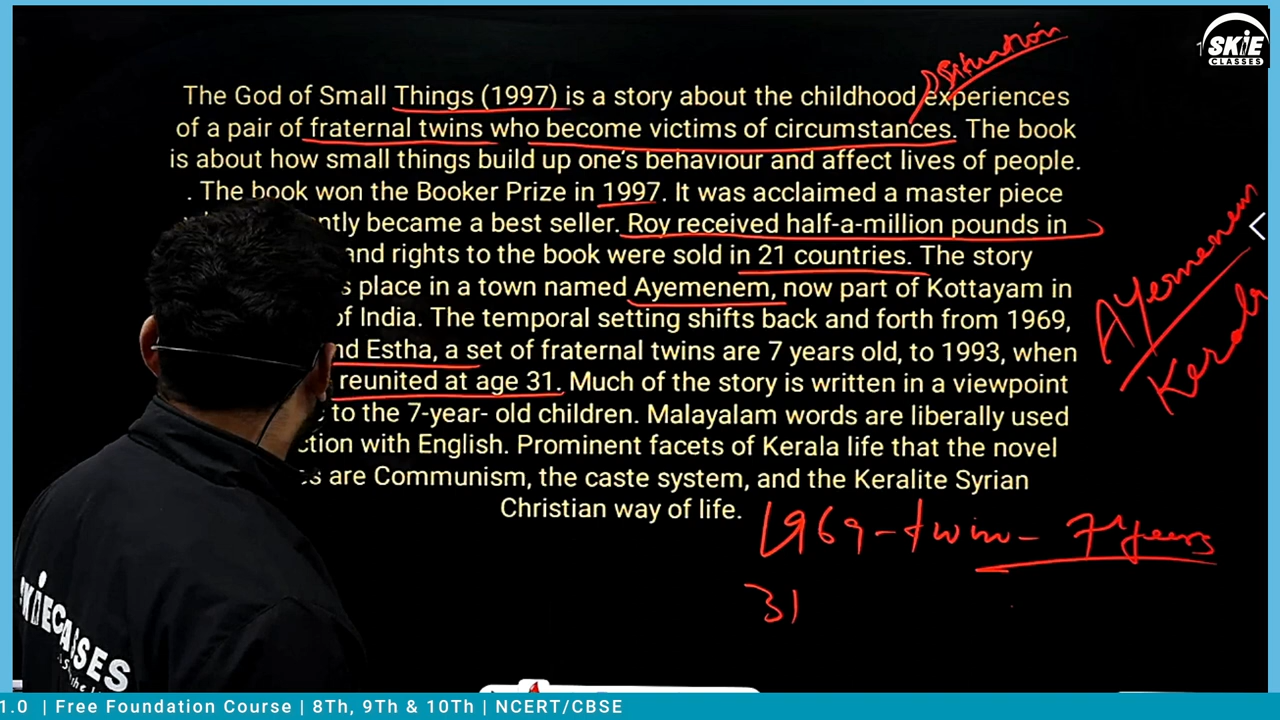 SKiE
CLASSES
situation
The God of Small Things (1997) is a story about the childhood experiences
of a pair of fraternal twins who become victims of circumstances. The book
is about how small things build up one's behaviour and affect lives of people.
. The book won the Booker Prize in 1997. It was acclaimed a master piece
became a best seller. Roy received half-a-million pounds in
and rights to the book were sold in 21 countries. The story
place in a town named Ayemenem, now part of Kottayam in
of India. The temporal setting shifts back and forth from 1969,
Estha, a set of fraternal twins are 7 years old, to 1993, when
reunited at age 31. Much of the story is written in a viewpoint
to the 7-year- old children. Malayalam words are liberally used
with English. Prominent facets of Kerala life that the novel
are Communism, the caste system, and the Keralite Syrian
Christian way of life.
Ayemenem
Kerala
1969-twin- 7 years
31
1.0 | Free Foundation Course | 8Th, 9Th & 10Th | NCERT/CBSE